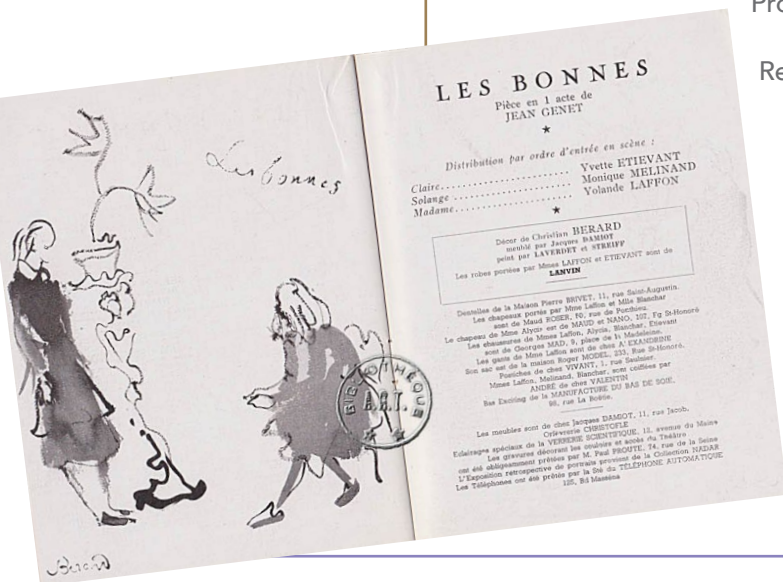 Pro
Re
Les bonnes
Berard
LES BONNES
Pièce en 1 acte de
JEAN GENET
Distribution par ordre d'entrée en scène :
Claire.................... Yvette ETIEVANT
Solange .................... Monique MELINAND
Madame.................... Yolande LAFFON
Décor de Christian BERARD
meublé par Jacques DAMIOT
peint par LAVERDET et STREIFF
Les robes portées par Mmes LAFFON et ETIEVANT sont de
LANVIN
Dentelles de la Maison Pierre BRIVET, 11, rue Saint-Augustin.
Les chapeaux portés par Mme Laffon et Mlle Blanchar
sont de Maud ROSER, rue de Ponthieu.
Le chapeau de Mme Alycia est de MAUD et NANO, 107, Fg St-Honoré
Les chaussures de Mmes Laffon, Alycia, Blanchar, Etievant
sont de Georges MAD, 9, place de la Madeleine.
Les gants de Mme Laffon sont de chez ALEXANDRINE
Son sac est de la maison Roger MODEL, 233, Rue St-Honoré.
Postiches de chez VIVANT, 1, rue Saulnier.
Mmes Laffon, Melinand, Blanchar, sont coiffées par
ANDRÉ de chez VALENTIN
Bas Exciting de la MANUFACTURE DU BAS DE SOIE,
rue La Boétie.
Les meubles sont de chez Jacques DAMIOT, 11, rue Jacob.
Orfèvrerie CHRISTOFLE
Eclairages spéciaux de la VERRERIE SCIENTIFIQUE, 12, avenue du Maine
Les gravures décorant les couloirs et accès du Théâtre
ont été obligeamment prêtées par M. Paul PROUTE, 74, rue de la Seine
L'Exposition retrospective de portraits provient de la Collection NADAR
Les Téléphones ont été prêtés par la Sté du TÉLÉPHONE AUTOMATIQUE
Bd Masséna
BIBLIOTHÈQUE
A.R.T.